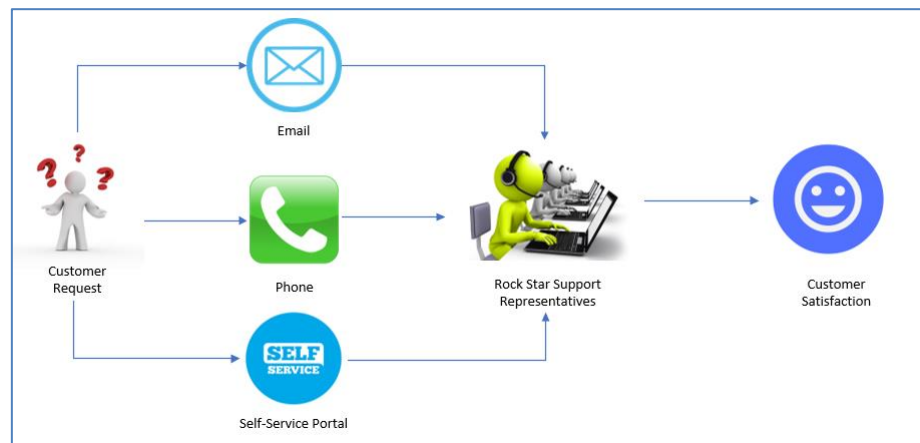 Email
? ? ?
Customer
Request
Phone
Rock Star Support
Representatives
Customer
Satisfaction
SELF
SERVICE
Self-Service Portal